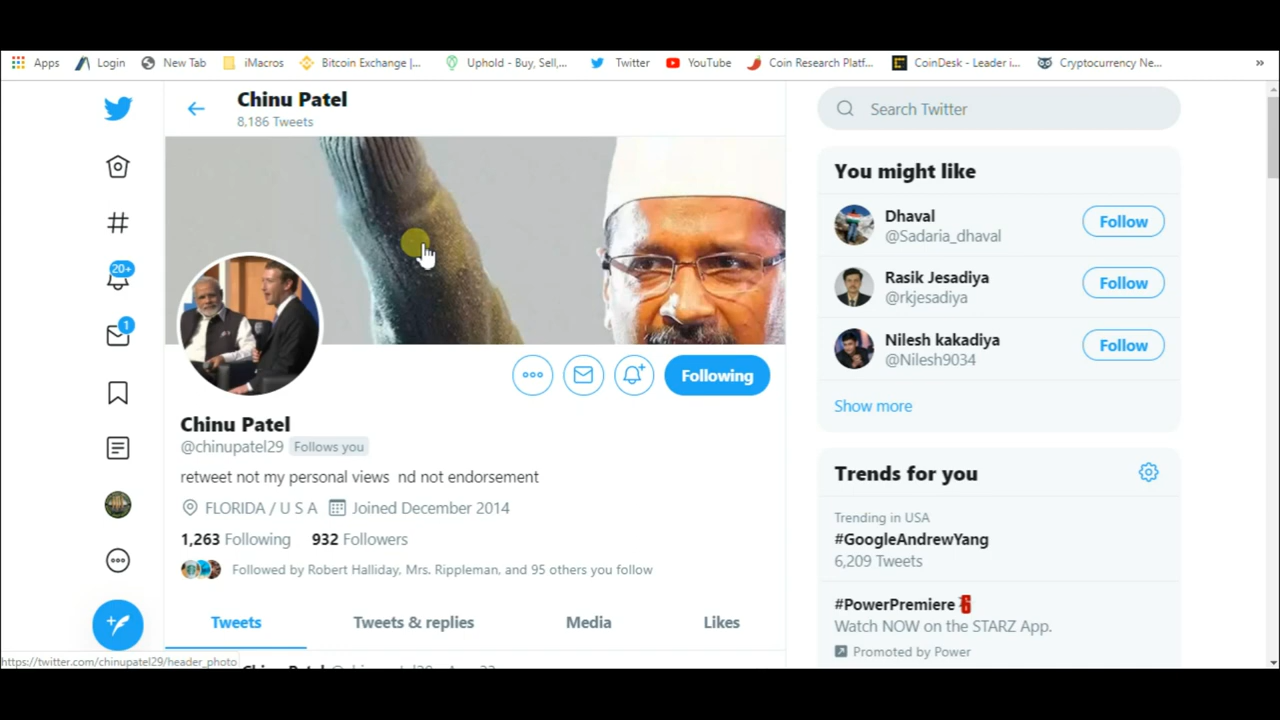 Apps Login New Tab iMacros Bitcoin Exchange |... Uphold - Buy, Sell,... Twitter YouTube Coin Research Platf... CoinDesk - Leader i... Cryptocurrency Ne... »
Chinu Patel
8,186 Tweets
20+
1
Chinu Patel
@chinupatel29 Follows you
Following
retweet not my personal views nd not endorsement
FLORIDA / U S A Joined December 2014
1,263 Following 932 Followers
Followed by Robert Halliday, Mrs. Rippleman, and 95 others you follow
Tweets Tweets & replies Media Likes
https://twitter.com/chinupatel29/header_photo
Search Twitter
You might like
Dhaval
@Sadaria_dhaval
Follow
Rasik Jesadiya
@rkjesadiya
Follow
Nilesh kakadiya
@Nilesh9034
Follow
Show more
Trends for you
Trending in USA
#GoogleAndrewYang
6,209 Tweets
#PowerPremiere
Watch NOW on the STARZ App.
Promoted by Power